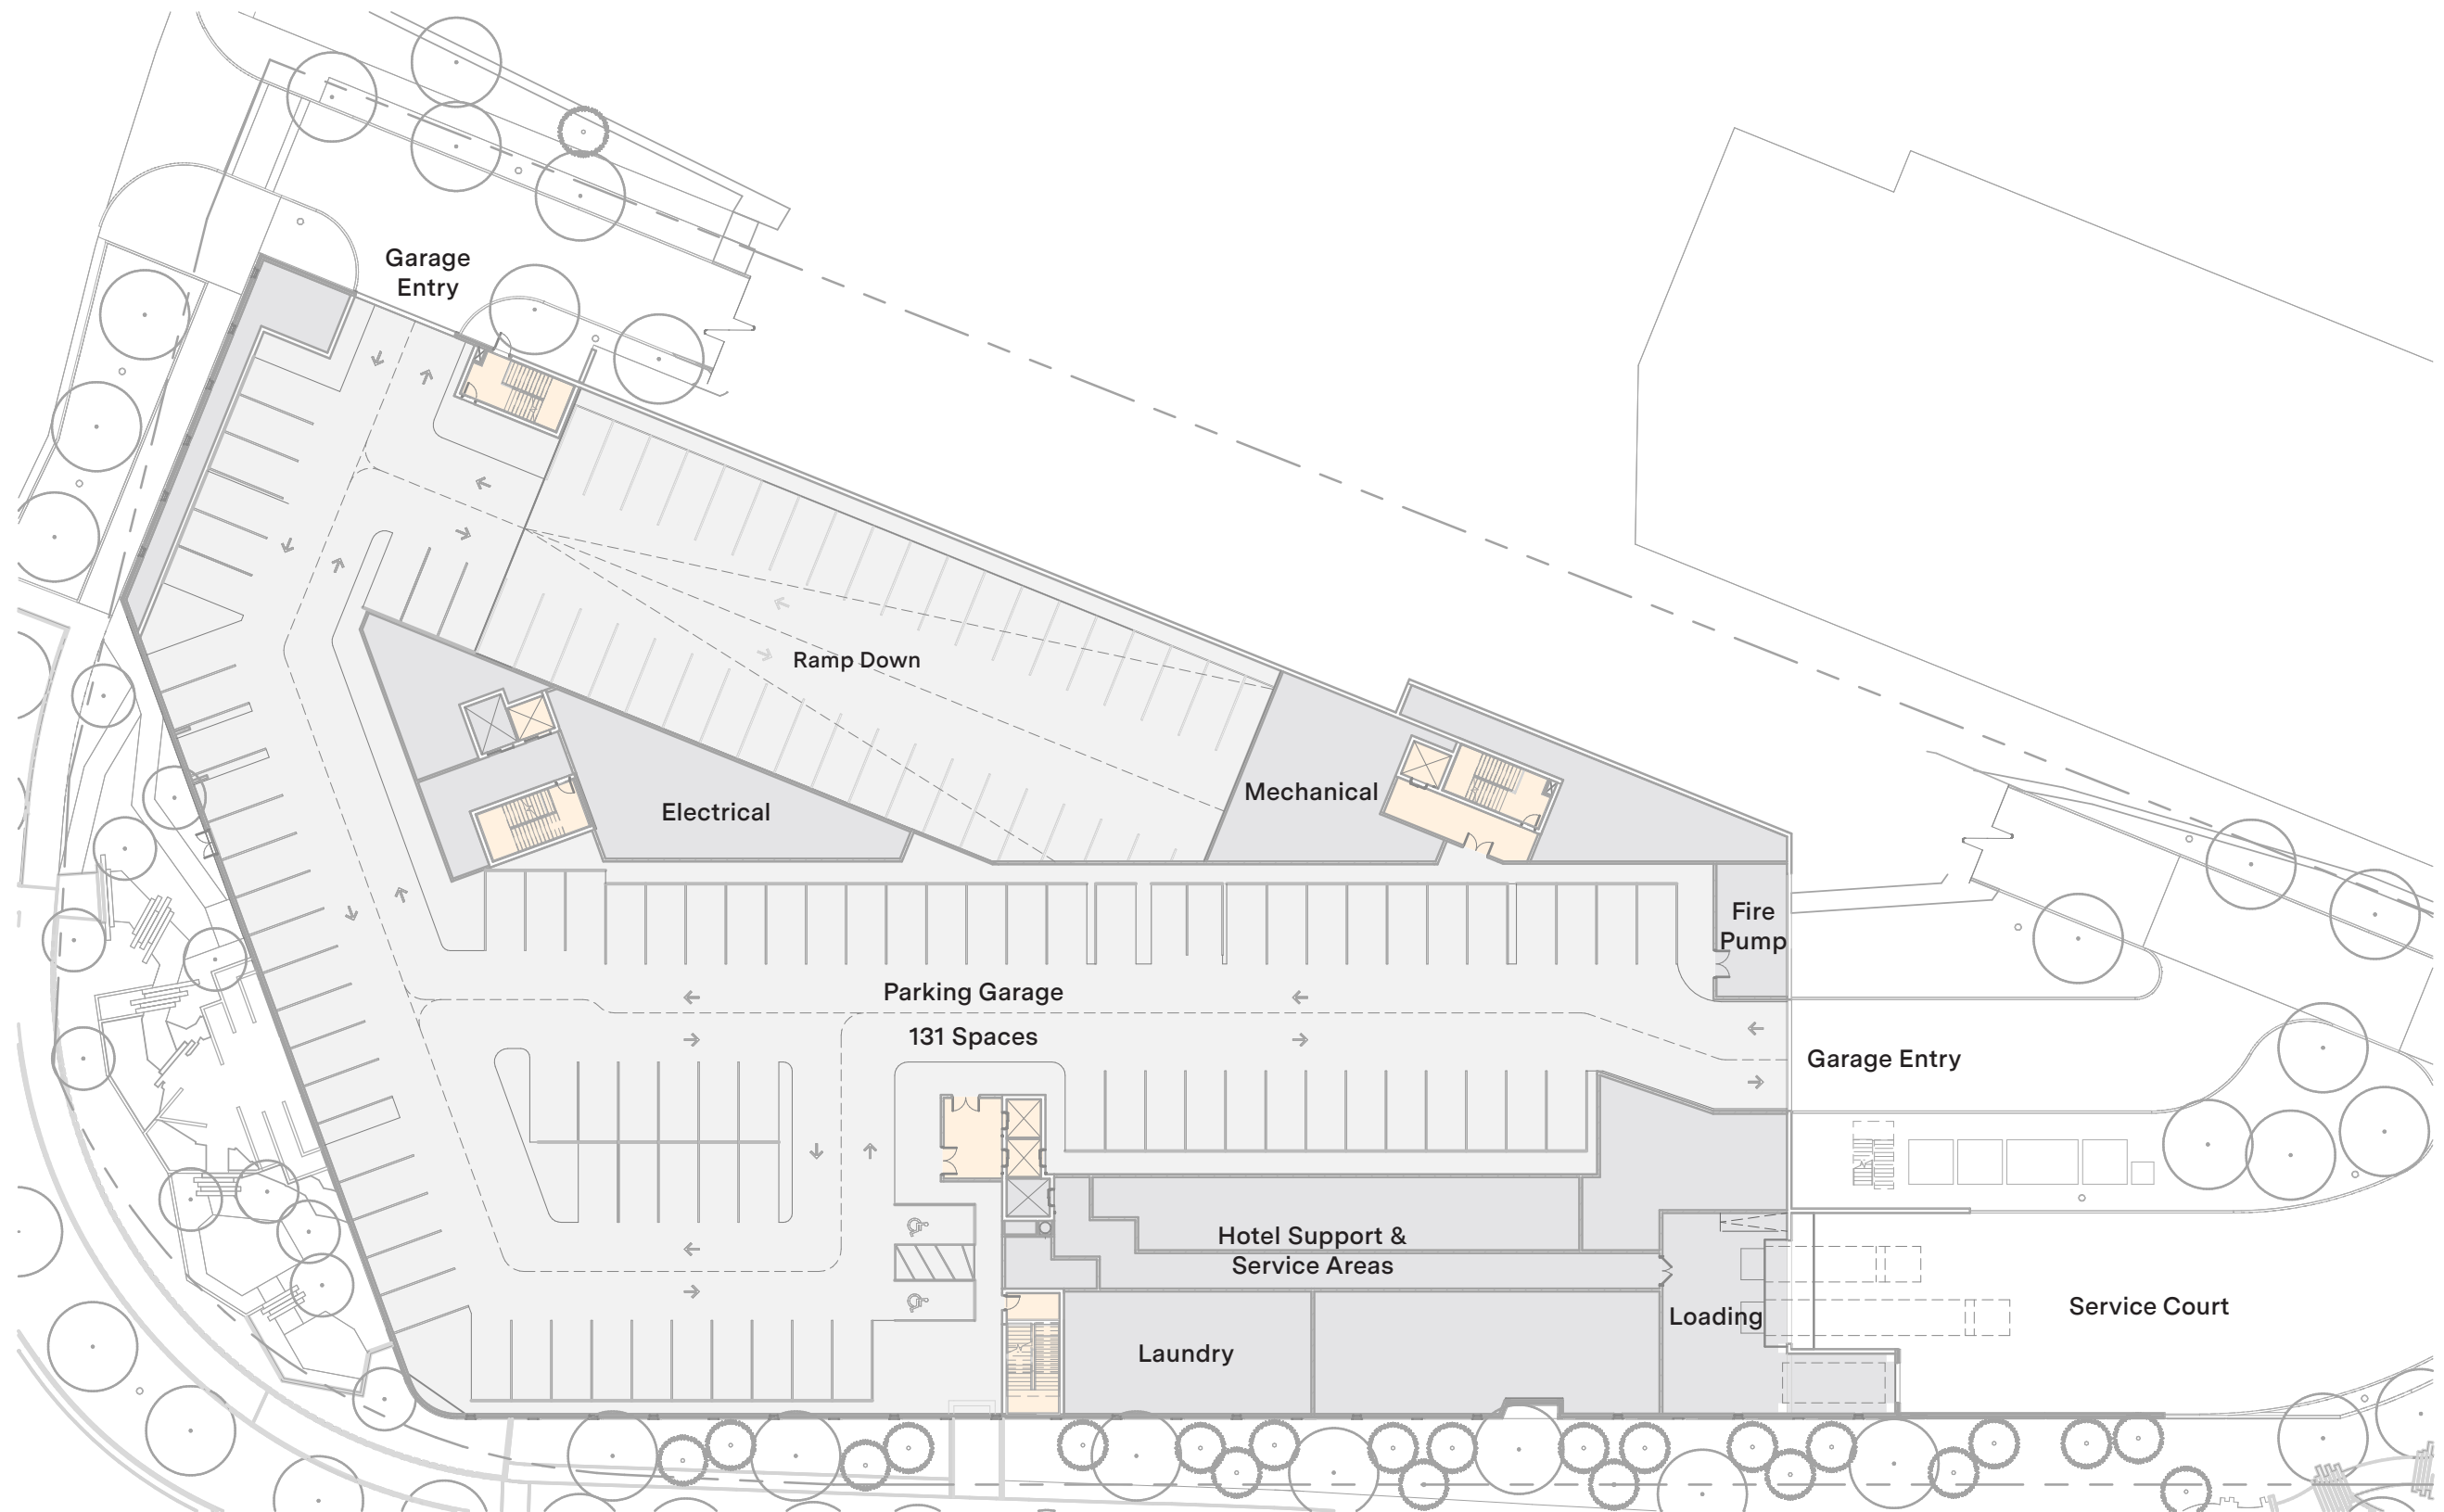 Garage
Entry
Ramp Down
Mechanical
Electrical
Fire
Pump
Parking Garage
131 Spaces
Garage Entry
Hotel Support &
Service Areas
Loading
Service Court
Laundry